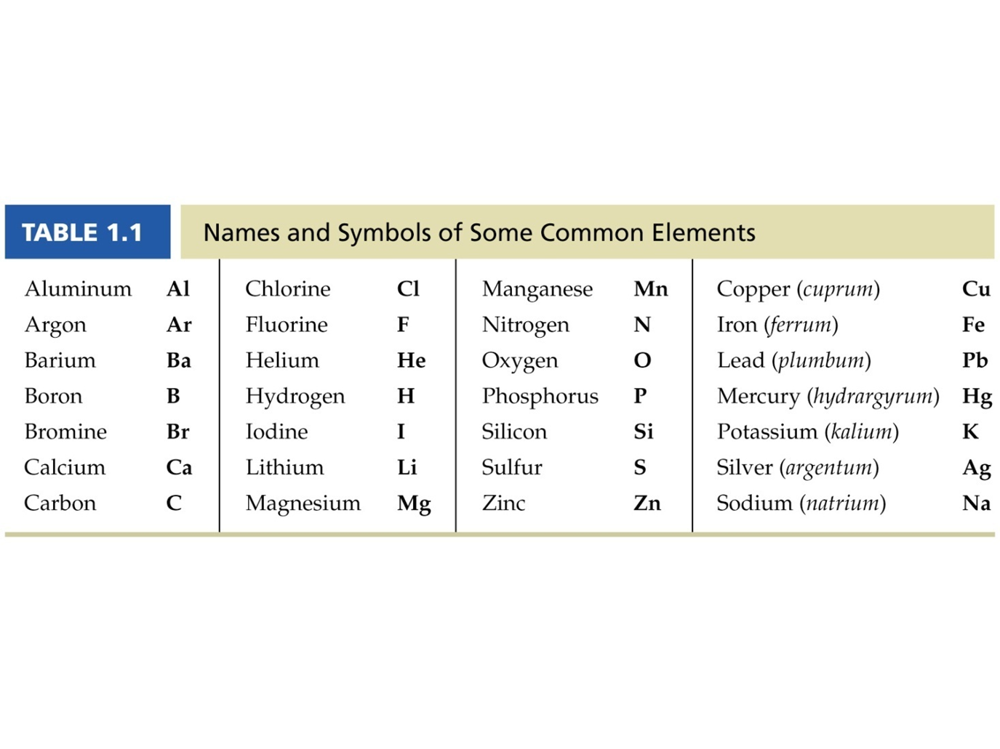 TABLE 1.1 Names and Symbols of Some Common Elements
Aluminum Al Chlorine Cl Manganese Mn Copper (cuprum) Cu
Argon Ar Fluorine F Nitrogen N Iron (ferrum) Fe
Barium Ba Helium He Oxygen O Lead (plumbum) Pb
Boron B Hydrogen H Phosphorus P Mercury (hydrargyrum) Hg
Bromine Br Iodine I Silicon Si Potassium (kalium) K
Calcium Ca Lithium Li Sulfur S Silver (argentum) Ag
Carbon C Magnesium Mg Zinc Zn Sodium (natrium) Na